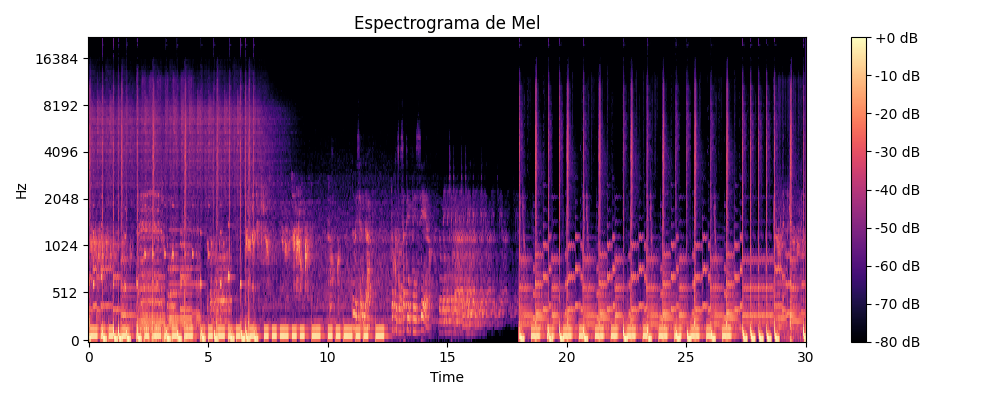 Espectrograma de Mel
Hz
16384
8192
4096
2048
1024
512
0
0 5 10 15 20 25 30
Time
+0 dB
-10 dB
-20 dB
-30 dB
-40 dB
-50 dB
-60 dB
-70 dB
-80 dB